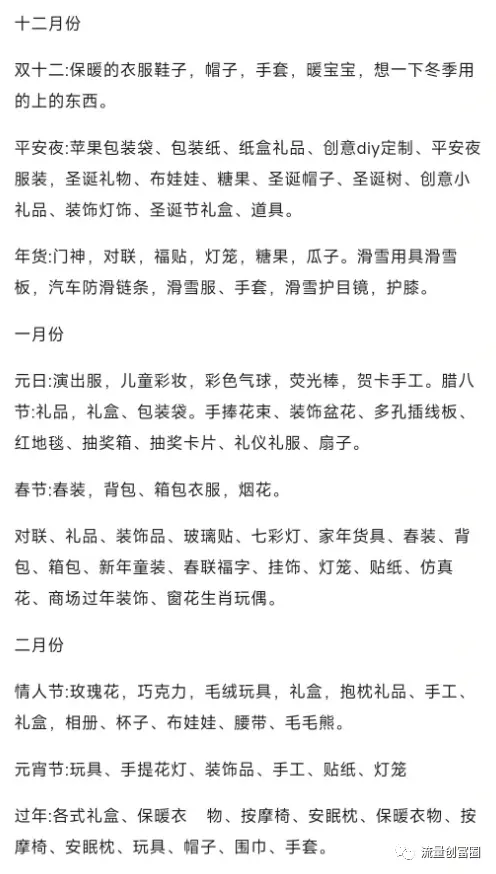 十二月份
双十二:保暖的衣服鞋子，帽子，手套，暖宝宝，想一下冬季用
的上的东西。
平安夜:苹果包装袋、包装纸、纸盒礼品、创意diy定制、平安夜
服装，圣诞礼物、布娃娃、糖果、圣诞帽子、圣诞树、创意小
礼品、装饰灯饰、圣诞节礼盒、道具。
年货:门神，对联，福贴，灯笼，糖果，瓜子。滑雪用具滑雪
板，汽车防滑链条，滑雪服、手套，滑雪护目镜，护膝。
一月份
元日:演出服，儿童彩妆，彩色气球，荧光棒，贺卡手工。腊八
节:礼品，礼盒、包装袋。手捧花束、装饰盆花、多孔插线板、
红地毯、抽奖箱、抽奖卡片、礼仪礼服、扇子。
春节:春装，背包、箱包衣服，烟花。
对联、礼品、装饰品、玻璃贴、七彩灯、家年货具、春装、背
包、箱包、新年童装、春联福字、挂饰、灯笼、贴纸、仿真
花、商场过年装饰、窗花生肖玩偶。
二月份
情人节:玫瑰花，巧克力，毛绒玩具，礼盒，抱枕礼品、手工、
礼盒，相册、杯子、布娃娃、腰带、毛毛熊。
元宵节:玩具、手提花灯、装饰品、手工、贴纸、灯笼
过年:各式礼盒、保暖衣　物、按摩椅、安眠枕、保暖衣物、按
摩椅、安眠枕、玩具、帽子、围巾、手套。
流量创富圈